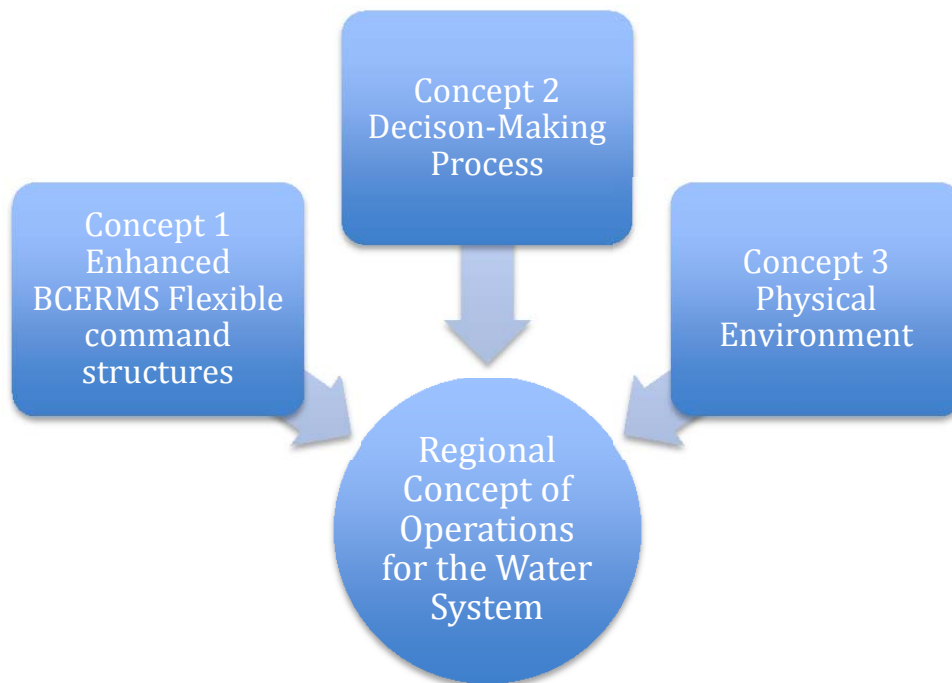 Concept 1
Enhanced
BCERMS Flexible
command
structures
Concept 2
Decison-Making
Process
Concept 3
Physical
Environment
Regional
Concept of
Operations
for the Water
System